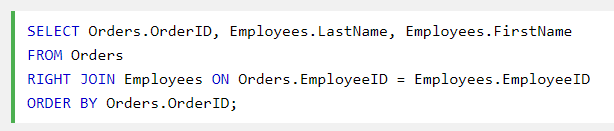 SELECT Orders.OrderID, Employees.LastName, Employees.FirstName
FROM Orders
RIGHT JOIN Employees ON Orders.EmployeeID = Employees.EmployeeID
ORDER BY Orders.OrderID;